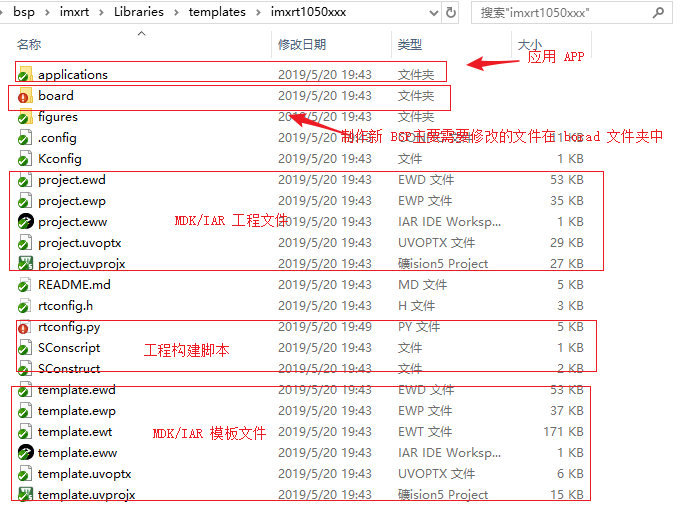 bsp › imxrt › Libraries › templates › imxrt1050xxx
搜索"imxrt1050xxx"
名称 修改日期 类型 大小
应用 APP
applications 2019/5/20 19:43 文件夹
board 2019/5/20 19:43 文件夹
figures 2019/5/20 19:43 文件夹
制作新 BSP主要需要修改的文件在 borad 文件夹中
.config 2019/5/20 19:43
Kconfig 2019/5/20 19:43 文件 1 KB
project.ewd 2019/5/20 19:43 EWD 文件 53 KB
project.ewp 2019/5/20 19:43 EWP 文件 35 KB
MDK/IAR 工程文件
project.eww 2019/5/20 19:43 IAR IDE Worksp... 1 KB
project.uvoptx 2019/5/20 19:43 UVOPTX 文件 29 KB
project.uvprojx 2019/5/20 19:43 礦ision5 Project 27 KB
README.md 2019/5/20 19:43 MD 文件 5 KB
rtconfig.h 2019/5/20 19:43 H 文件 3 KB
rtconfig.py 2019/5/20 19:49 PY 文件 5 KB
SConscript 2019/5/20 19:43 文件 1 KB
工程构建脚本
SConstruct 2019/5/20 19:43 文件 2 KB
template.ewd 2019/5/20 19:43 EWD 文件 53 KB
template.ewp 2019/5/20 19:43 EWP 文件 37 KB
template.ewt 2019/5/20 19:43 EWT 文件 171 KB
MDK/IAR 模板文件
template.eww 2019/5/20 19:43 IAR IDE Worksp... 1 KB
template.uvoptx 2019/5/20 19:43 UVOPTX 文件 6 KB
template.uvprojx 2019/5/20 19:43 礦ision5 Project 15 KB